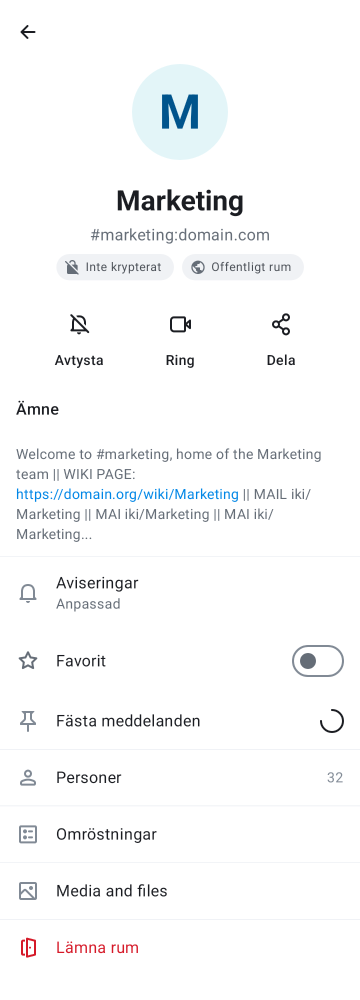 M
Marketing
#marketing:domain.com
Inte krypterat
Offentligt rum
Avtysta
Ring
Dela
Ämne
Welcome to #marketing, home of the Marketing
team || WIKI PAGE:
https://domain.org/wiki/Marketing || MAIL iki/
Marketing || MAI iki/Marketing || MAI iki/
Marketing...
Aviseringar
Anpassad
Favorit
Fästa meddelanden
Personer 32
Omröstningar
Media and files
Lämna rum